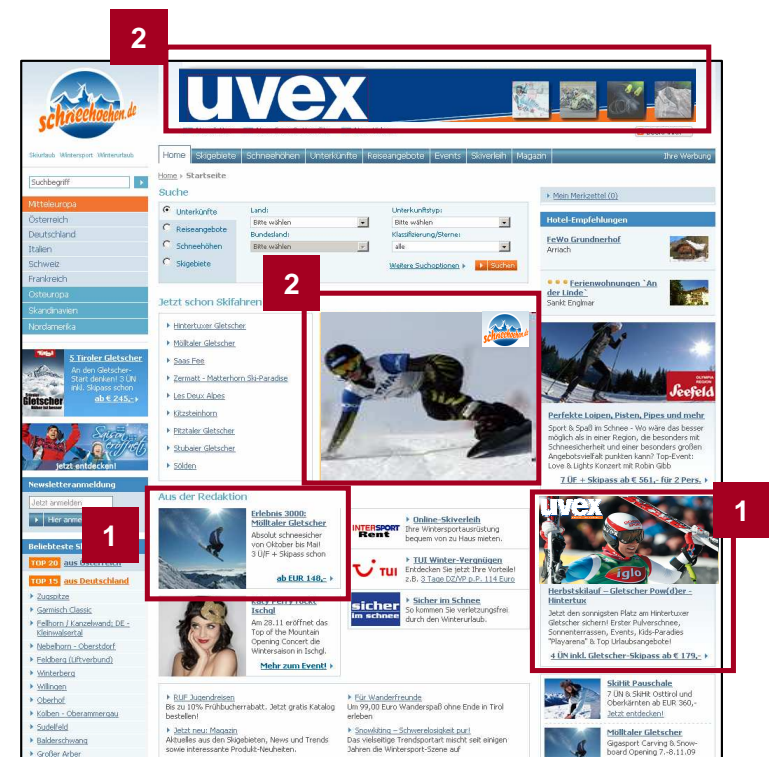 2
uvex
schneehoehen.de
Skiurlaub Wintersport Winterurlaub
Home Skigebiete Schneehöhen Unterkünfte Reiseangebote Events Skiverleih Magazin Ihre Werbung
Suchbegriff
Home » Startseite
Suche
Unterkünfte
Reiseangebote
Schneehöhen
Skigebiete
Land:
Bitte wählen
Bundesland:
Bitte wählen
Unterkunftstyp:
Bitte wählen
Klassifizierung/Sterne:
alle
Weitere Suchoptionen
Suchen
Mein Merkzettel (0)
Hotel-Empfehlungen
FeWo Grundnerhof
Arriach
Ferienwohnungen `An
der Linde`
Sankt Englmar
Mitteleuropa
Österreich
Deutschland
Italien
Schweiz
Frankreich
Osteuropa
Skandinavien
Nordamerika
2
Jetzt schon Skifahren
Hintertuxer Gletscher
Mölltaler Gletscher
Saas Fee
Zermatt - Matterhorn Ski-Paradise
Les Deux Alpes
Kitzsteinhorn
Pitztaler Gletscher
Stubaier Gletscher
Sölden
schneehoehen.de
Tirol
Gletscher
5 Tiroler Gletscher
An den Gletscher-
Start denken! 3 ÜN
inkl. Skipass schon
ab € 245,-
Saison
eröffnet
jetzt entdecken!
OLYMPIA
REGION
Seefeld
Perfekte Loipen, Pisten, Pipes und mehr
Sport & Spaß im Schnee - Wo wäre das besser
möglich als in einer Region, die besonders mit
Schneesicherheit und einer besonders großen
Angebotsvielfalt punkten kann? Top-Event:
Love & Lights Konzert mit Robin Gibb
7 ÜF + Skipass ab € 561,- für 2 Pers.
Newsletteranmeldung
Jetzt anmelden
Hier anme
1
Beliebteste Sk
TOP 20 aus Österreich
TOP 15 aus Deutschland
Zugspitze
Garmisch Classic
Fellhorn / Kanzelwand: DE -
Kleinwalsertal
Nebelhorn - Oberstdorf
Feldberg (Liftverbund)
Winterberg
Willingen
Oberhof
Kolben - Oberammergau
Sudelfeld
Balderschwang
Großer Arber
Aus der Redaktion
Erlebnis 3000:
Mölltaler Gletscher
Absolut schneesicher
von Oktober bis Mai!
3 Ü/F + Skipass schon
ab EUR 148,-
Katy Perry rockt
Ischgl
Am 28.11 eröffnet das
Top of the Mountain
Opening Concert die
Wintersaison in Ischgl.
Mehr zum Event!
INTERSPORT
Rent
Online-Skiverleih
Ihre Wintersportausrüstung
bequem von zu Haus mieten.
TUI
TUI Winter-Vergnügen
Entdecken Sie jetzt Ihre Vorteile!
z.B. 3 Tage DZ/VP p.P. 114 Euro
sicher
im schnee
Sicher im Schnee
So kommen Sie verletzungsfrei
durch den Winterurlaub.
1
uvex
iglo
Herbstskilauf – Gletscher Pow(d)er -
Hintertux
Jetzt den sonnigsten Platz am Hintertuxer
Gletscher sichern! Erster Pulverschnee,
Sonnenterrassen, Events, Kids-Paradies
"Playarena" & Top Urlaubsangebote!
4 ÜN inkl. Gletscher-Skipass ab € 179,-
RUF Jugendreisen
Bis zu 10% Frühbucherrabatt. Jetzt gratis Katalog
bestellen!
Jetzt neu: Magazin
Aktuelles aus den Skigebieten, News und Trends
sowie interessante Produkt-Neuheiten.
Für Wanderfreunde
Um 99,00 Euro Wanderspaß ohne Ende in Tirol
erleben
Snowkiting – Schwerelosigkeit pur!
Das vielseitige Trendsportart mischt seit einigen
Jahren die Wintersport-Szene auf
SkiHit Pauschale
7 ÜN & SkiHit Osttirol und
Oberkärnten ab EUR 360,-
Jetzt entdecken!
Mölltaler Gletscher
Gigasport Carving & Snow-
board Opening 7.-8.11.09